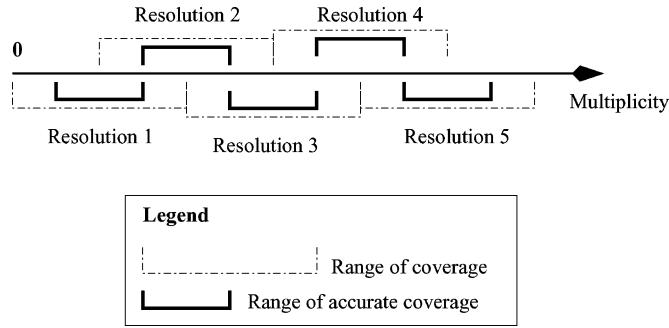 Resolution 2
Resolution 4
0
Multiplicity
Resolution 1
Resolution 3
Resolution 5
Legend
Range of coverage
Range of accurate coverage